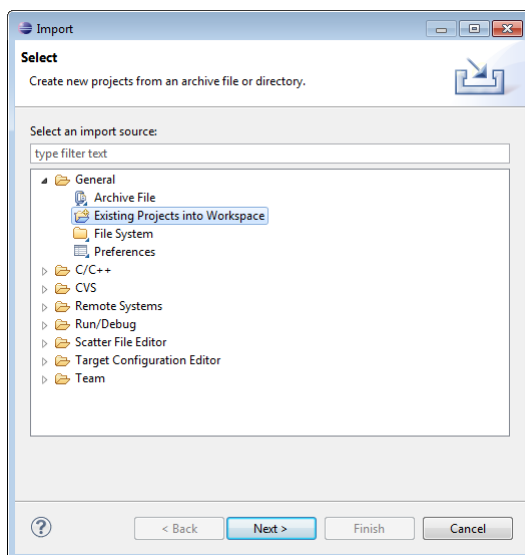 Import
Select
Create new projects from an archive file or directory.
Select an import source:
type filter text
General
Archive File
Existing Projects into Workspace
File System
Preferences
C/C++
CVS
Remote Systems
Run/Debug
Scatter File Editor
Target Configuration Editor
Team
? < Back Next > Finish Cancel